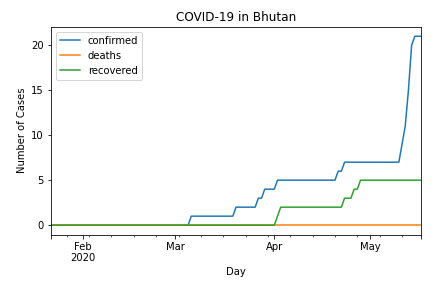 COVID-19 in Bhutan
confirmed
deaths
recovered
Number of Cases
20
15
10
5
0
Feb
2020
Mar
Apr
May
Day